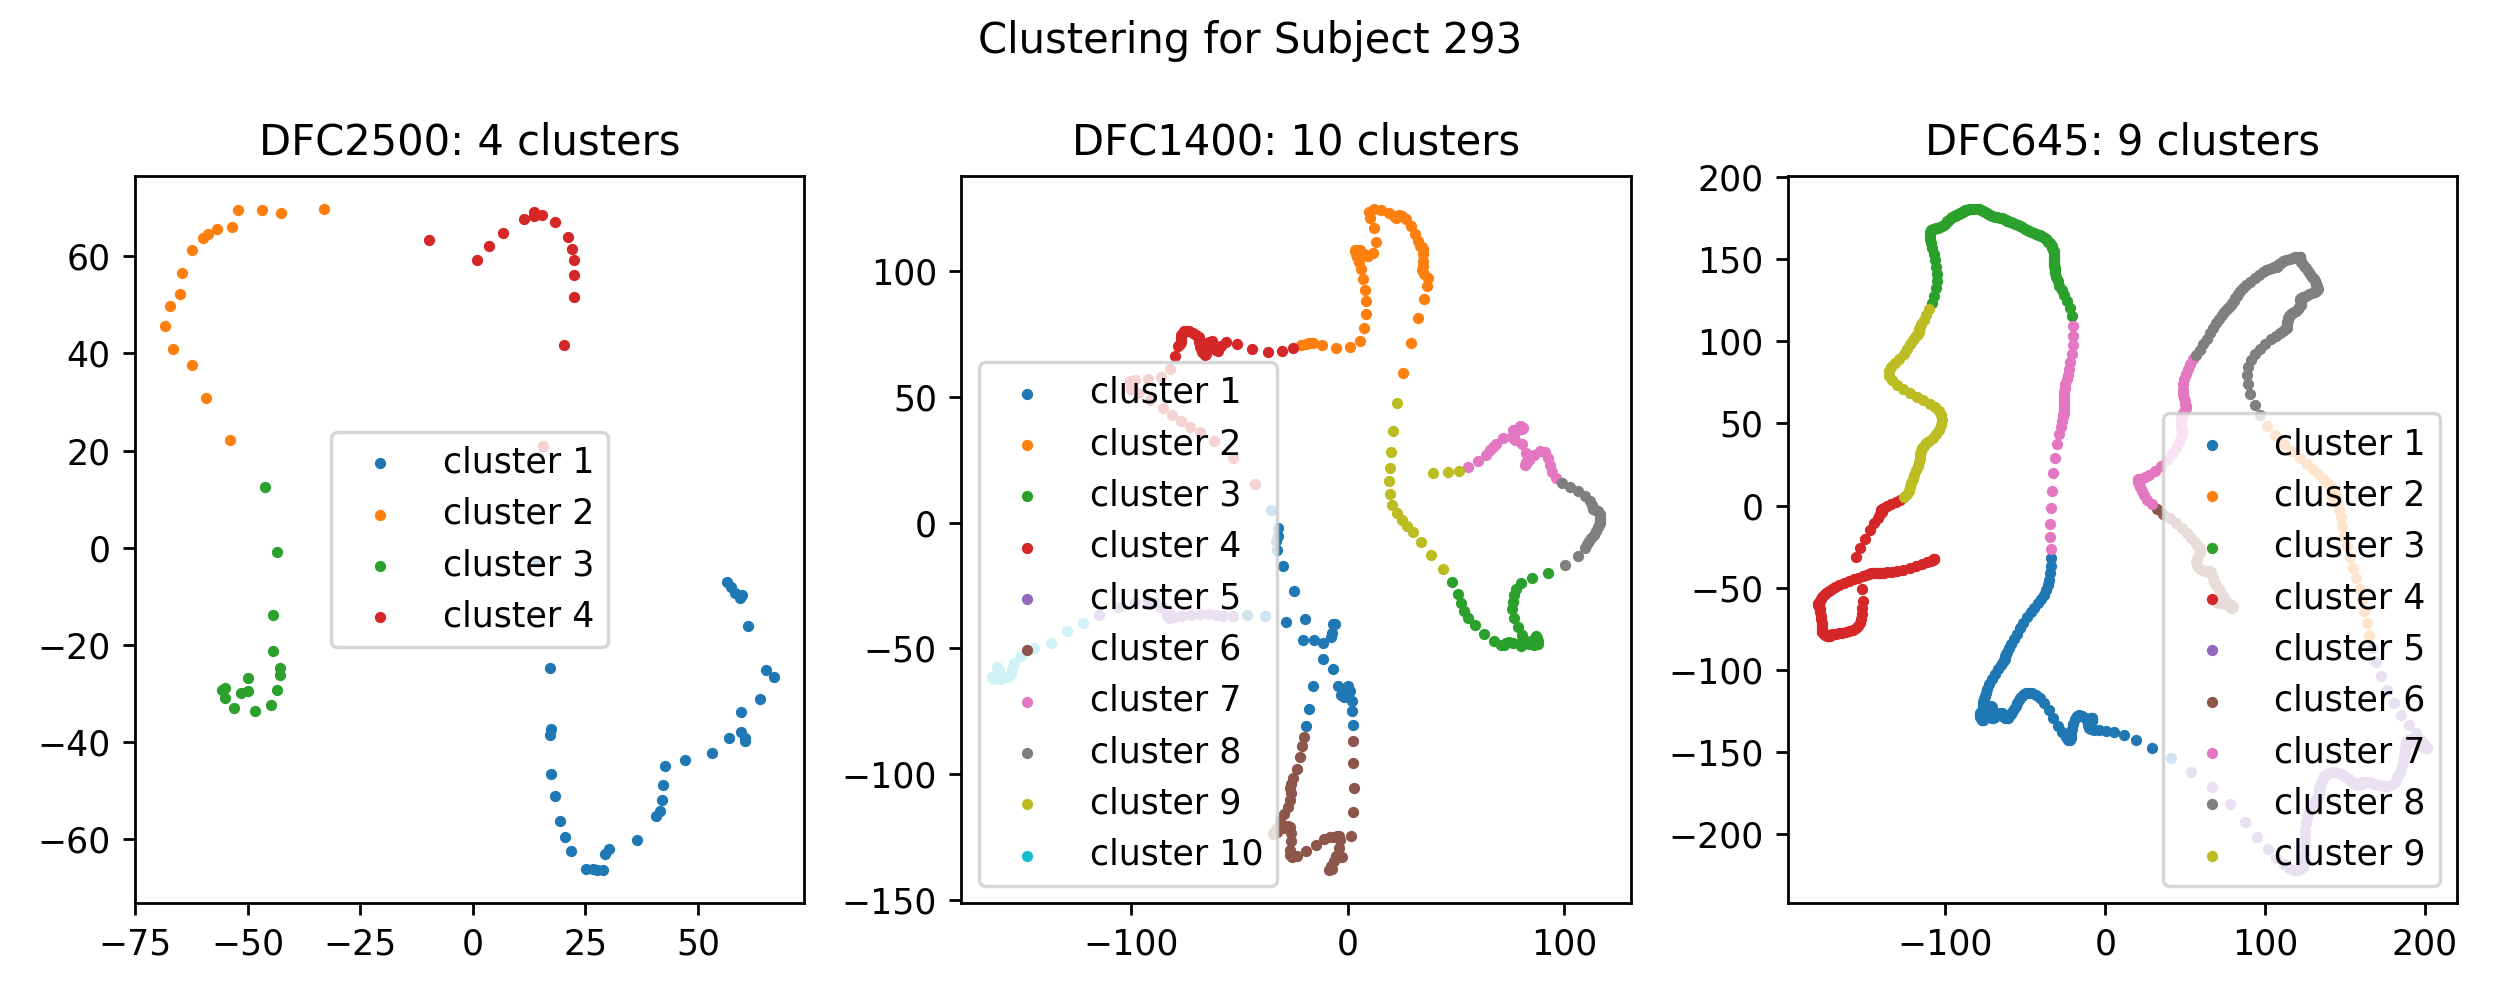 Clustering for Subject 293
DFC2500: 4 clusters
60
40
20
0
−20
−40
−60
−75
−50
−25
0
25
50
cluster 1
cluster 2
cluster 3
cluster 4
DFC1400: 10 clusters
100
50
0
−50
−100
−150
−100
0
100
cluster 1
cluster 2
cluster 3
cluster 4
cluster 5
cluster 6
cluster 7
cluster 8
cluster 9
cluster 10
DFC645: 9 clusters
200
150
100
50
0
−50
−100
−150
−200
−100
0
100
200
cluster 1
cluster 2
cluster 3
cluster 4
cluster 5
cluster 6
cluster 7
cluster 8
cluster 9